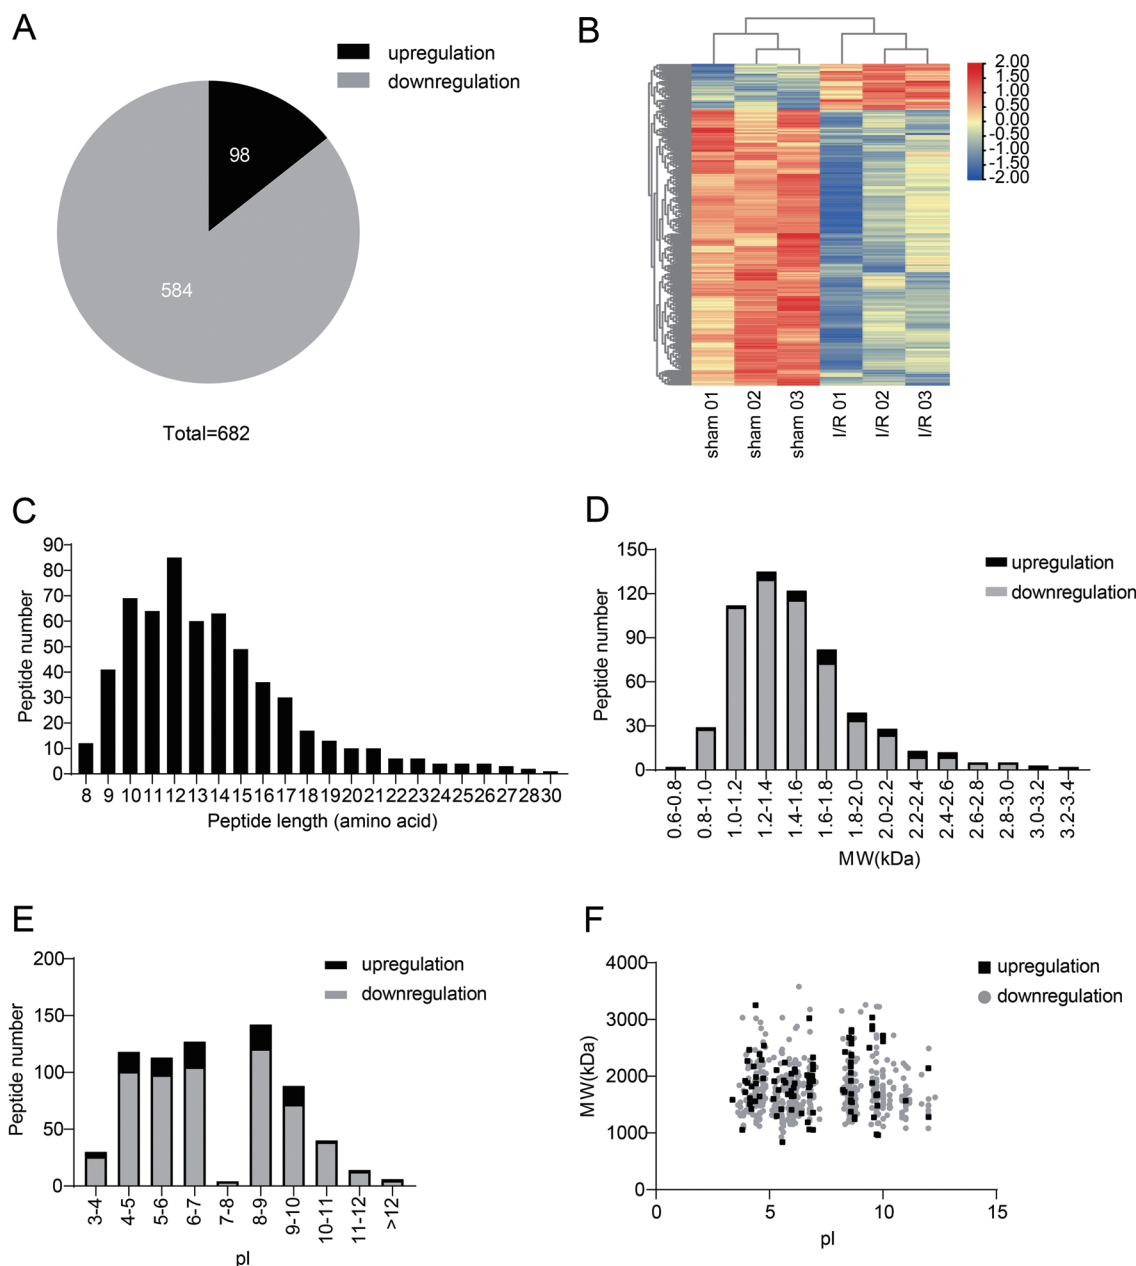 A
upregulation
downregulation
98
584
Total=682
B
2.00
1.50
0.50
-0.50
-1.00
-1.50
-2.00
sham 01
sham 02
sham 03
I/R 01
I/R 02
I/R 03
C
Peptide number
90
80
70
60
50
40
30
20
10
0
8 9 10 11 12 13 14 15 16 17 18 19 20 21 22 23 24 25 26 27 28 30
Peptide length (amino acid)
D
upregulation
downregulation
Peptide number
150
120
90
60
30
0
0.6-0.8
0.8-1.0
1.0-1.2
1.2-1.4
1.4-1.6
1.6-1.8
1.8-2.0
2.0-2.2
2.2-2.4
2.4-2.6
2.6-2.8
2.8-3.0
3.0-3.2
3.2-3.4
MW(kDa)
E
upregulation
downregulation
Peptide number
200
150
100
50
0
3-4
4-5
5-6
6-7
7-8
8-9
9-10
10-11
11-12
>12
pI
F
upregulation
downregulation
MW(kDa)
4000
3000
2000
1000
0
0 5 10 15
pI